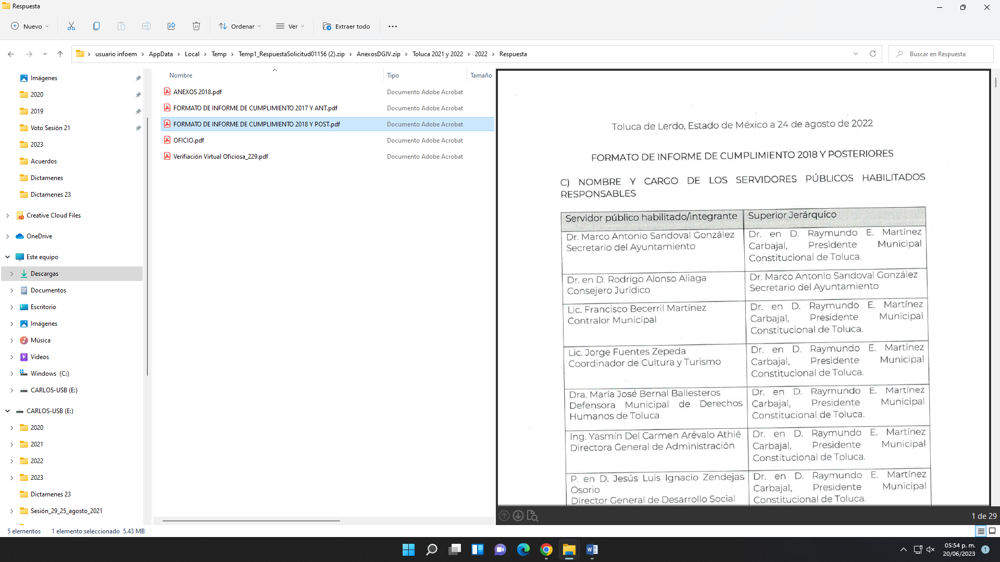 Respuesta
Nuevo
Ordenar
Ver
Extraer todo
usuario infoem > AppData > Local > Temp > Temp1_RespuestaSolicitud01156 (2).zip > AnexosDGJV.zip > Toluca 2021 y 2022 > 2022 > Respuesta
Buscar en Respuesta
Imágenes
2020
2019
Voto Sesión 21
2023
Acuerdos
Dictamenes
Dictamenes 23
Creative Cloud Files
OneDrive
Este equipo
Descargas
Documentos
Escritorio
Imágenes
Música
Videos
Windows (C:)
CARLOS-USB (E:)
CARLOS-USB (E:)
2020
2021
2022
2023
Dictamenes 23
Sesión_29_25_agosto_2021
Nombre Tipo Tamaño
ANEXOS 2018.pdf Documento Adobe Acrobat
FORMATO DE INFORME DE CUMPLIMIENTO 2017 Y ANT.pdf Documento Adobe Acrobat
FORMATO DE INFORME DE CUMPLIMIENTO 2018 Y POST.pdf Documento Adobe Acrobat
OFICIO.pdf Documento Adobe Acrobat
Verifiación Virtual Oficiosa_229.pdf Documento Adobe Acrobat
Toluca de Lerdo, Estado de México a 24 de agosto de 2022
FORMATO DE INFORME DE CUMPLIMIENTO 2018 Y POSTERIORES
C) NOMBRE Y CARGO DE LOS SERVIDORES PÚBLICOS HABILITADOS
RESPONSABLES
Servidor público habilitado/integrante
Superior Jerárquico
Dr. Marco Antonio Sandoval González
Secretario del Ayuntamiento
Dr. en D. Raymundo E. Martínez
Carbajal, Presidente Municipal
Constitucional de Toluca.
Dr. en D. Rodrigo Alonso Aliaga
Consejero Jurídico
Dr. Marco Antonio Sandoval González
Secretario del Ayuntamiento
Lic. Francisco Becerril Martínez
Contralor Municipal
Dr. en D. Raymundo E. Martínez
Carbajal, Presidente Municipal
Constitucional de Toluca.
Lic. Jorge Fuentes Zepeda
Coordinador de Cultura y Turismo
Dr. en D. Raymundo E. Martínez
Carbajal, Presidente Municipal
Constitucional de Toluca.
Dra. María José Bernal Ballesteros
Defensora Municipal de Derechos
Humanos de Toluca
Dr. en D. Raymundo E. Martínez
Carbajal, Presidente Municipal
Constitucional de Toluca.
Ing. Yasmín Del Carmen Arévalo Athié
Directora General de Administración
Dr. en D. Raymundo E. Martínez
Carbajal, Presidente Municipal
Constitucional de Toluca.
P. en D. Jesús Luis Ignacio Zendejas
Osorio
Director General de Desarrollo Social
Dr. en D. Raymundo E. Martínez
Carbajal, Presidente Municipal
Constitucional de Toluca.
1 de 29
5 elementos 1 elemento seleccionado 5.43 MB
05:54 p. m.
20/06/2023
1